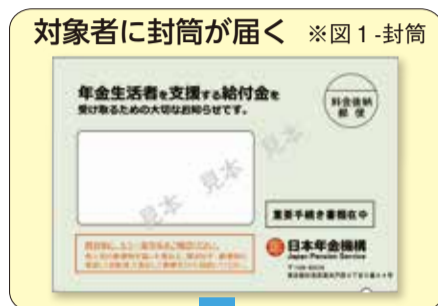 対象者に封筒が届く ※図1-封筒
年金生活者を支援する給付金を
受け取るための大切なお知らせです。
料金後納
郵便
見本
見本
見本
重要手続き書類在中
日本年金機構
Japan Pension Service